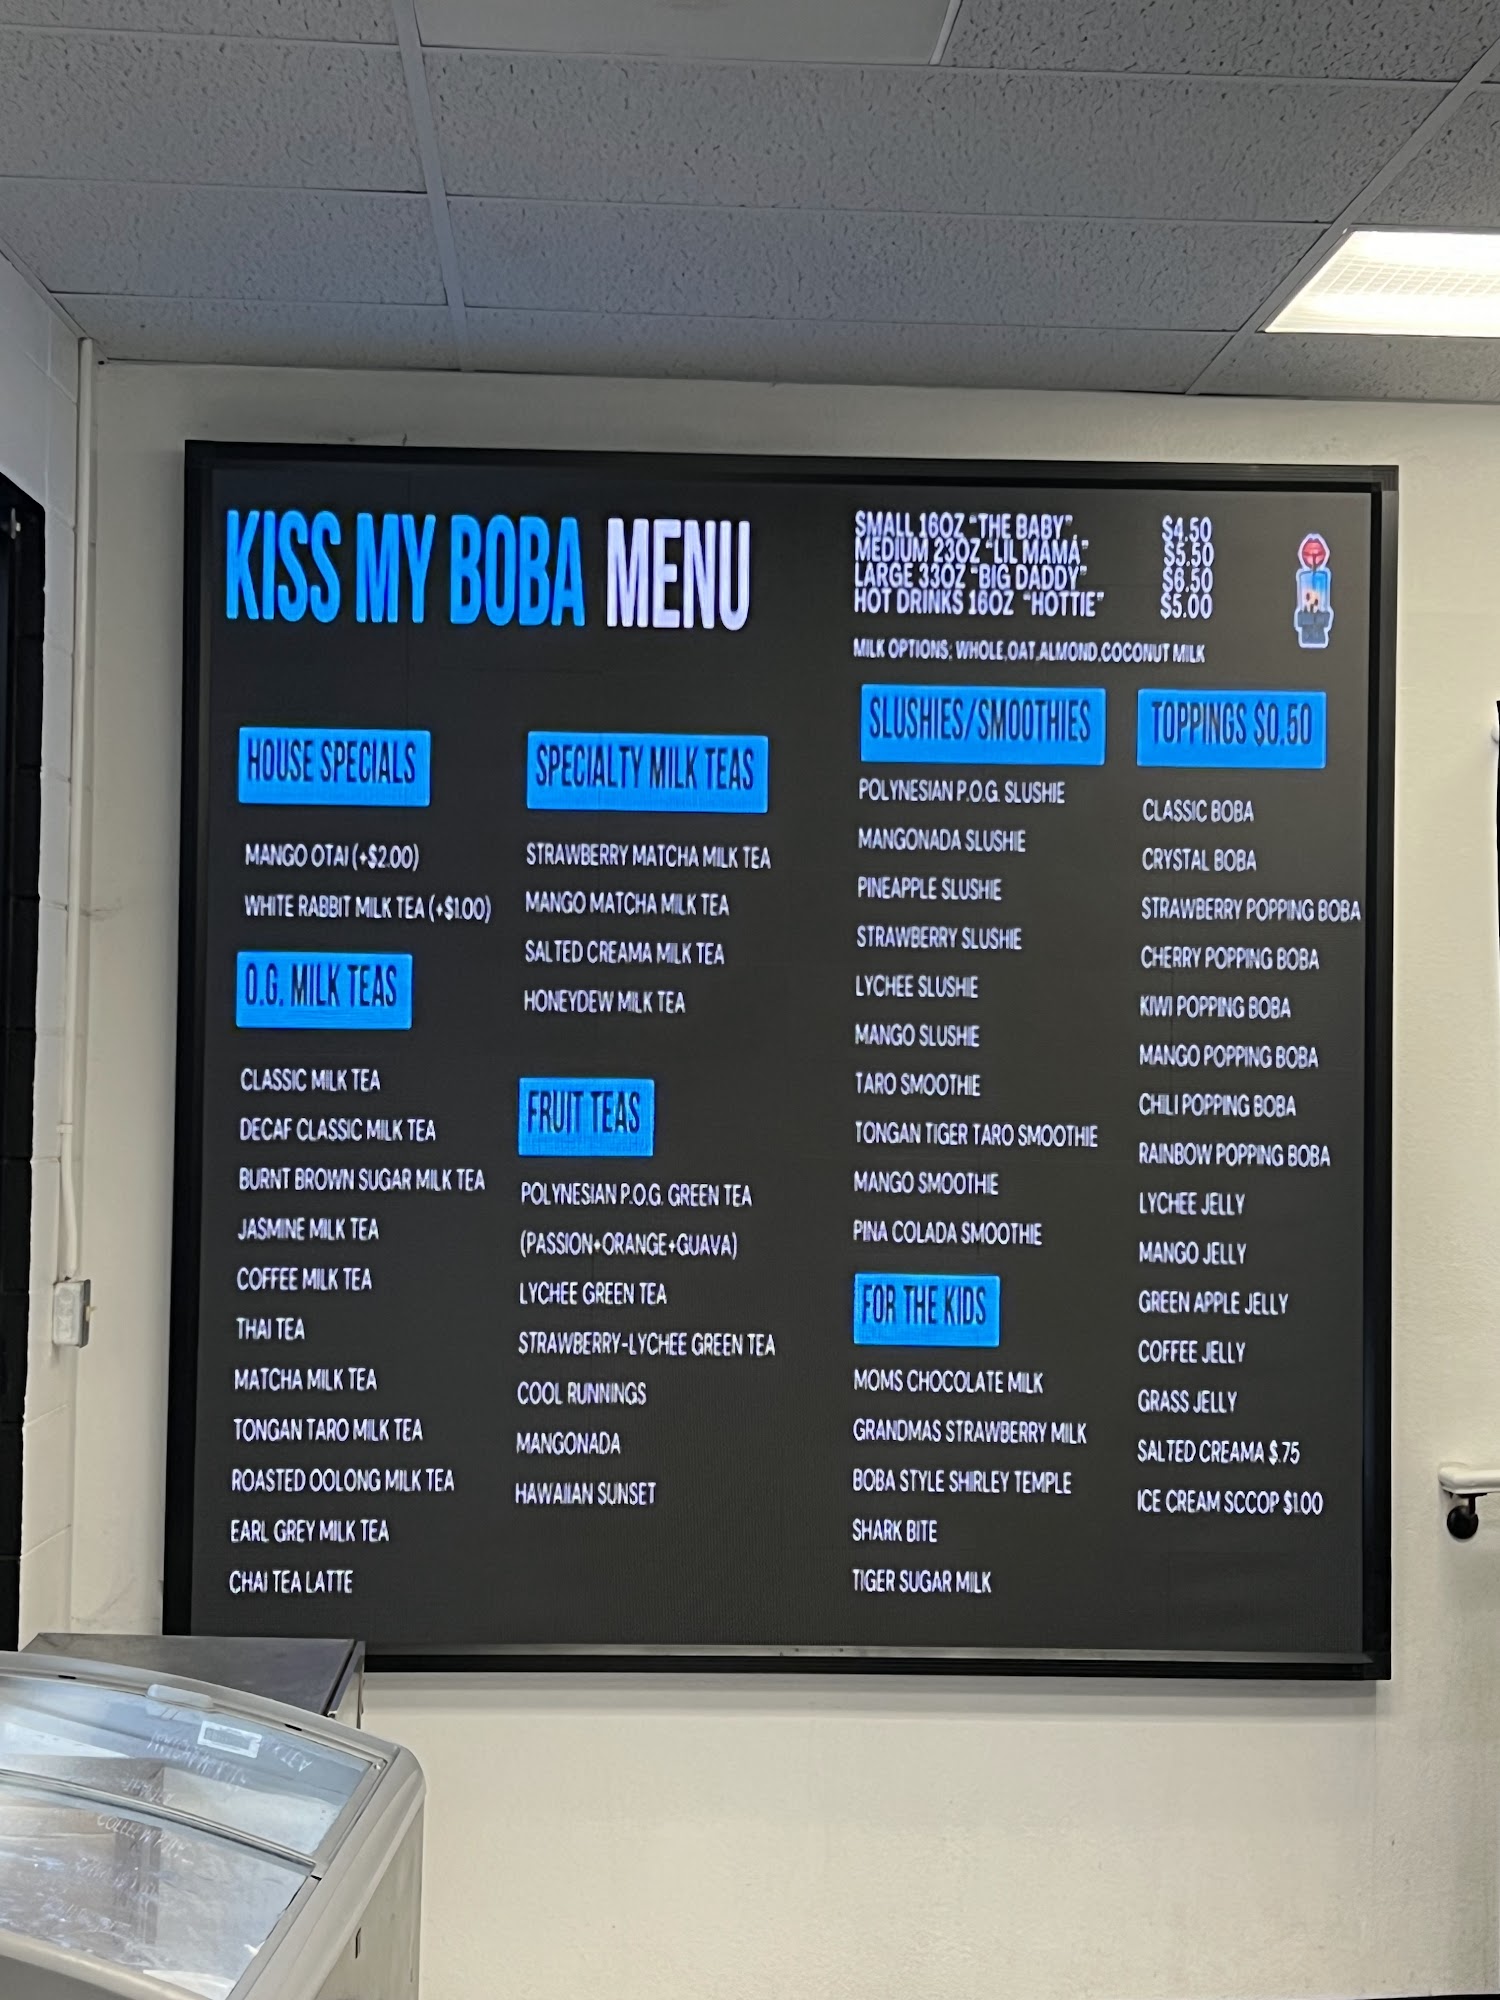 KISS MY BOBA MENU
SMALL 16OZ "THE BABY" $4.50
MEDIUM 23OZ "LIL MAMÁ" $5.50
LARGE 33OZ "BIG DADDY" $6.50
HOT DRINKS 16OZ "HOTTIE" $5.00
MILK OPTIONS: WHOLE,OAT,ALMOND,COCONUT MILK
HOUSE SPECIALS
MANGO OTAI (+$2.00)
WHITE RABBIT MILK TEA (+$1.00)
O.G. MILK TEAS
CLASSIC MILK TEA
DECAF CLASSIC MILK TEA
BURNT BROWN SUGAR MILK TEA
JASMINE MILK TEA
COFFEE MILK TEA
THAI TEA
MATCHA MILK TEA
TONGAN TARO MILK TEA
ROASTED OOLONG MILK TEA
EARL GREY MILK TEA
CHAI TEA LATTE
SPECIALTY MILK TEAS
STRAWBERRY MATCHA MILK TEA
MANGO MATCHA MILK TEA
SALTED CREAMA MILK TEA
HONEYDEW MILK TEA
FRUIT TEAS
POLYNESIAN P.O.G. GREEN TEA
(PASSION+ORANGE+GUAVA)
LYCHEE GREEN TEA
STRAWBERRY-LYCHEE GREEN TEA
COOL RUNNINGS
MANGONADA
HAWAIIAN SUNSET
SLUSHIES/SMOOTHIES
POLYNESIAN P.O.G. SLUSHIE
MANGONADA SLUSHIE
PINEAPPLE SLUSHIE
STRAWBERRY SLUSHIE
LYCHEE SLUSHIE
MANGO SLUSHIE
TARO SMOOTHIE
TONGAN TIGER TARO SMOOTHIE
MANGO SMOOTHIE
PINA COLADA SMOOTHIE
FOR THE KIDS
MOMS CHOCOLATE MILK
GRANDMAS STRAWBERRY MILK
BOBA STYLE SHIRLEY TEMPLE
SHARK BITE
TIGER SUGAR MILK
TOPPINGS $0.50
CLASSIC BOBA
CRYSTAL BOBA
STRAWBERRY POPPING BOBA
CHERRY POPPING BOBA
KIWI POPPING BOBA
MANGO POPPING BOBA
CHILI POPPING BOBA
RAINBOW POPPING BOBA
LYCHEE JELLY
MANGO JELLY
GREEN APPLE JELLY
COFFEE JELLY
GRASS JELLY
SALTED CREAMA $.75
ICE CREAM SCCOP $1.00